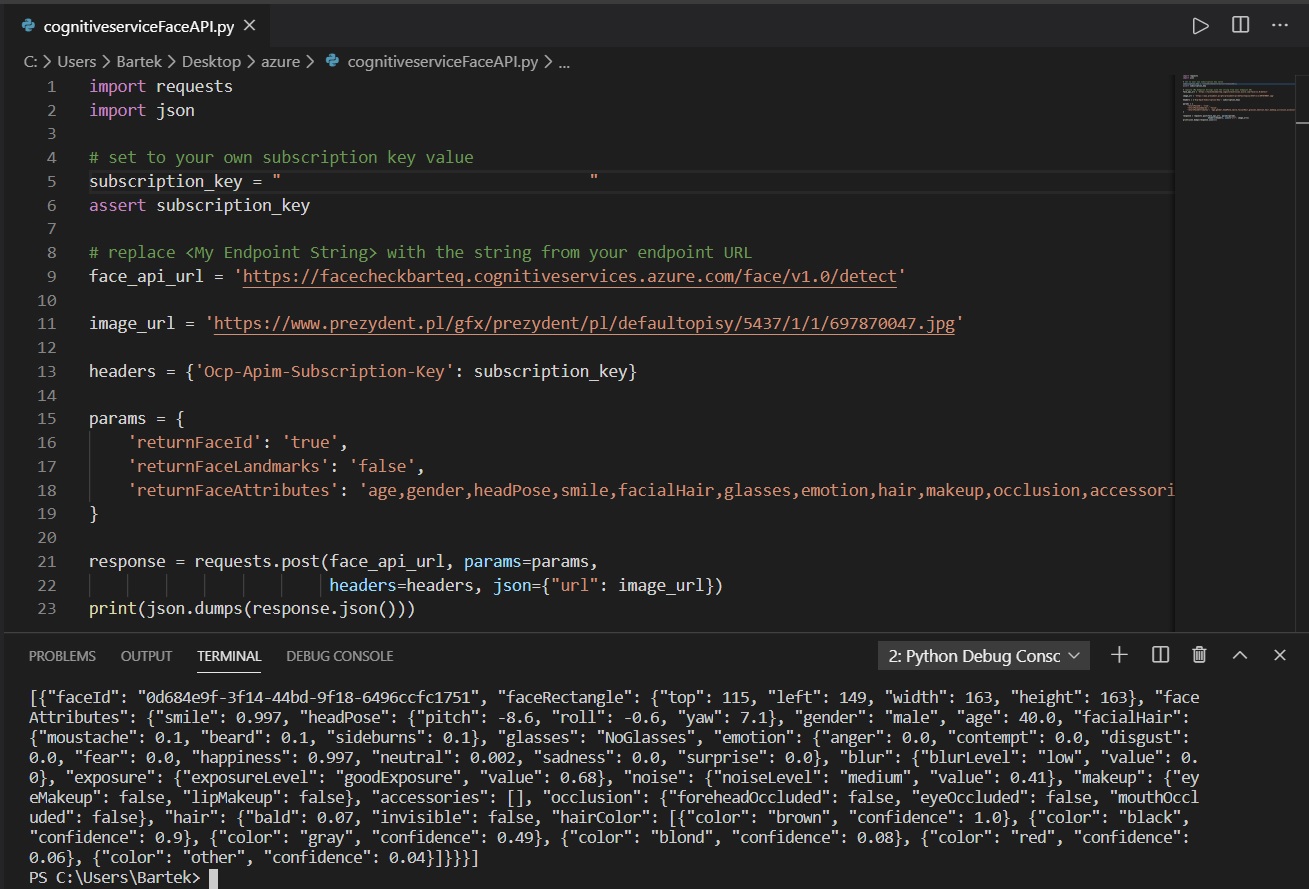 cognitiveserviceFaceAPI.py
C: > Users > Bartek > Desktop > azure > cognitiveserviceFaceAPI.py > ...
1 import requests
2 import json
3
4 # set to your own subscription key value
5 subscription_key = " "
6 assert subscription_key
7
8 # replace <My Endpoint String> with the string from your endpoint URL
9 face_api_url = 'https://facecheckbarteq.cognitiveservices.azure.com/face/v1.0/detect'
10
11 image_url = 'https://www.prezydent.pl/gfx/prezydent/pl/defaultopisy/5437/1/1/697870047.jpg'
12
13 headers = {'Ocp-Apim-Subscription-Key': subscription_key}
14
15 params = {
16 'returnFaceId': 'true',
17 'returnFaceLandmarks': 'false',
18 'returnFaceAttributes': 'age,gender,headPose,smile,facialHair,glasses,emotion,hair,makeup,occlusion,accessori
19 }
20
21 response = requests.post(face_api_url, params=params,
22 headers=headers, json={"url": image_url})
23 print(json.dumps(response.json()))
PROBLEMS OUTPUT TERMINAL DEBUG CONSOLE 2: Python Debug Consc
[{"faceId": "0d684e9f-3f14-44bd-9f18-6496ccfc1751", "faceRectangle": {"top": 115, "left": 149, "width": 163, "height": 163}, "face
Attributes": {"smile": 0.997, "headPose": {"pitch": -8.6, "roll": -0.6, "yaw": 7.1}, "gender": "male", "age": 40.0, "facialHair":
{"moustache": 0.1, "beard": 0.1, "sideburns": 0.1}, "glasses": "NoGlasses", "emotion": {"anger": 0.0, "contempt": 0.0, "disgust":
0.0, "fear": 0.0, "happiness": 0.997, "neutral": 0.002, "sadness": 0.0, "surprise": 0.0}, "blur": {"blurLevel": "low", "value": 0.
0}, "exposure": {"exposureLevel": "goodExposure", "value": 0.68}, "noise": {"noiseLevel": "medium", "value": 0.41}, "makeup": {"ey
eMakeup": false, "lipMakeup": false}, "accessories": [], "occlusion": {"foreheadOccluded": false, "eyeOccluded": false, "mouthOccl
uded": false}, "hair": {"bald": 0.07, "invisible": false, "hairColor": [{"color": "brown", "confidence": 1.0}, {"color": "black",
"confidence": 0.9}, {"color": "gray", "confidence": 0.49}, {"color": "blond", "confidence": 0.08}, {"color": "red", "confidence":
0.06}, {"color": "other", "confidence": 0.04}]}}}]
PS C:\Users\Bartek>